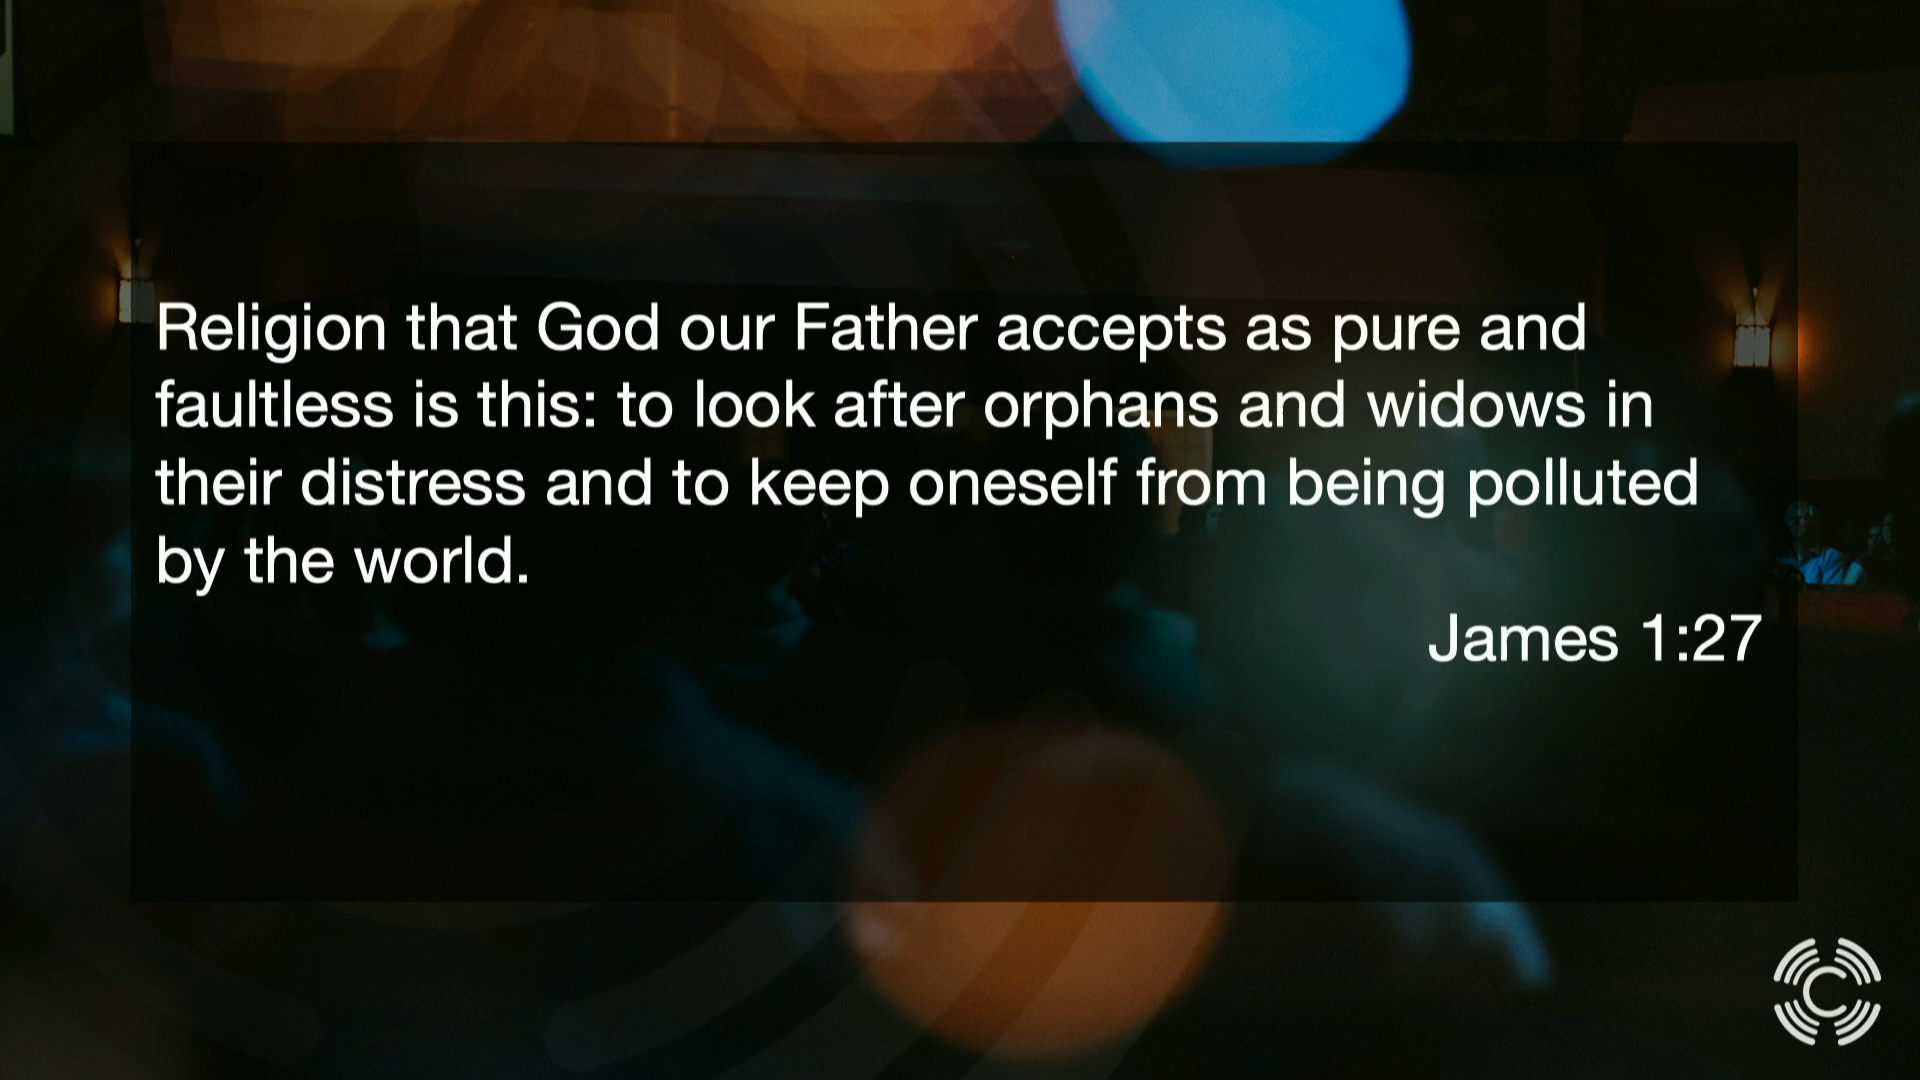 Religion that God our Father accepts as pure and
faultless is this: to look after orphans and widows in
their distress and to keep oneself from being polluted
by the world.
James 1:27
C